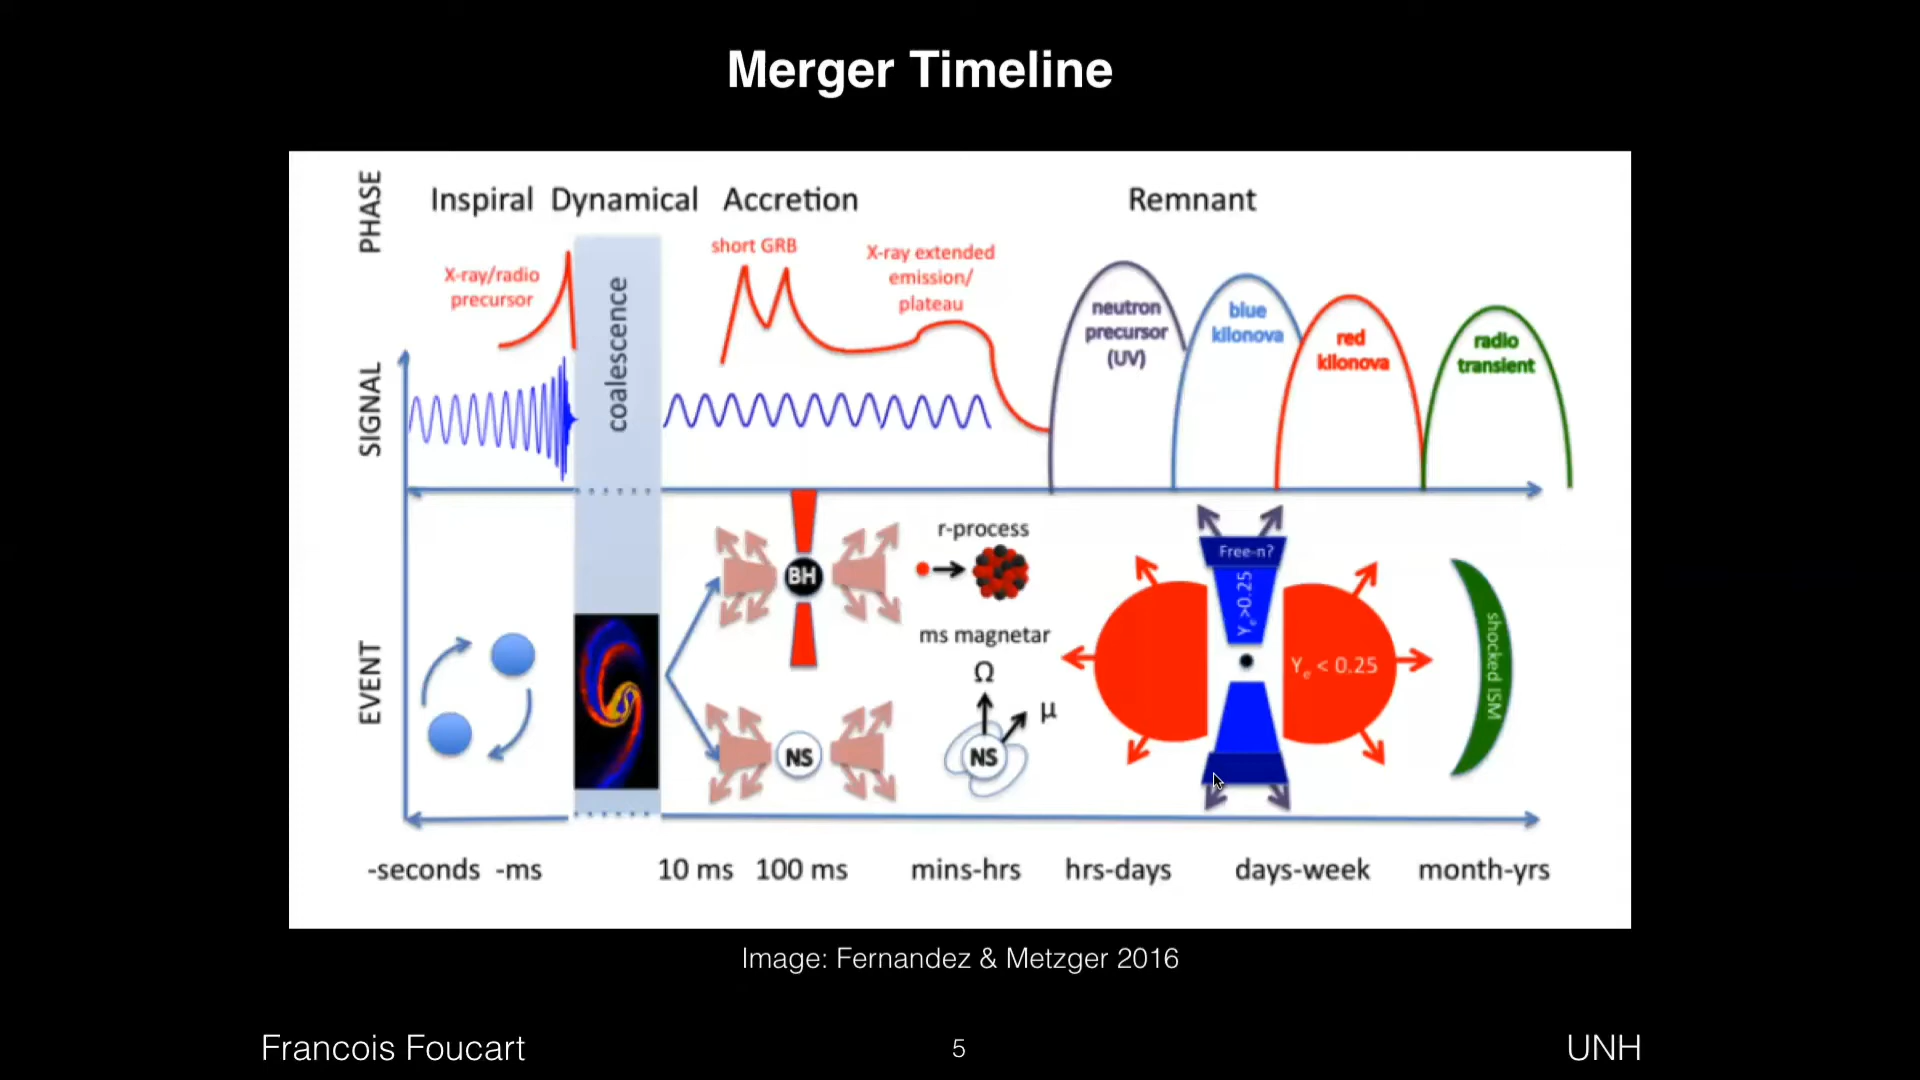 Merger Timeline
PHASE
Inspiral
Dynamical
Accretion
Remnant
SIGNAL
X-ray/radio
precursor
coalescence
short GRB
X-ray extended
emission/
plateau
neutron
precursor
(UV)
blue
kilonova
red
kilonova
radio
transient
EVENT
BH
NS
r-process
ms magnetar
Ω
μ
NS
Free-n?
Ye>0.25
Ye < 0.25
shocked ISM
-seconds
-ms
10 ms
100 ms
mins-hrs
hrs-days
days-week
month-yrs
Image: Fernandez & Metzger 2016
Francois Foucart
5
UNH